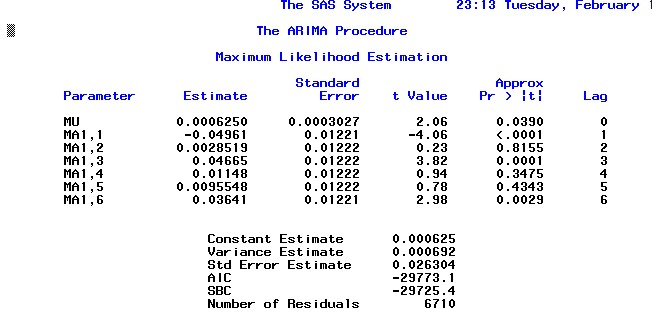 The SAS System 23:13 Tuesday, February 1
The ARIMA Procedure
Maximum Likelihood Estimation
Standard Approx
Parameter Estimate Error t Value Pr > |t| Lag
MU 0.0006250 0.0003027 2.06 0.0390 0
MA1,1 -0.04961 0.01221 -4.06 <.0001 1
MA1,2 0.0028519 0.01222 0.23 0.8155 2
MA1,3 0.04665 0.01222 3.82 0.0001 3
MA1,4 0.01148 0.01222 0.94 0.3475 4
MA1,5 0.0095548 0.01222 0.78 0.4343 5
MA1,6 0.03641 0.01221 2.98 0.0029 6
Constant Estimate 0.000625
Variance Estimate 0.000692
Std Error Estimate 0.026304
AIC -29773.1
SBC -29725.4
Number of Residuals 6710